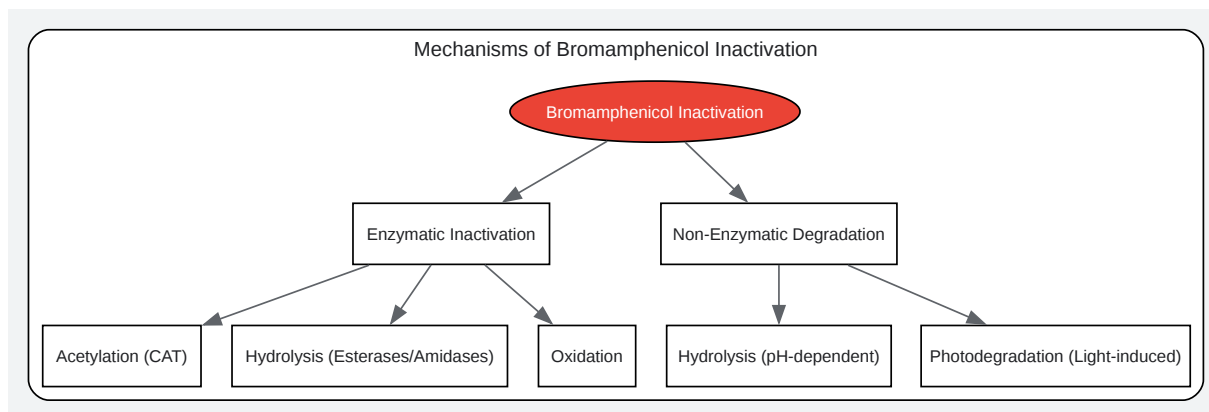 Mechanisms of Bromamphenicol Inactivation
Bromamphenicol Inactivation
Enzymatic Inactivation
Non-Enzymatic Degradation
Acetylation (CAT)
Hydrolysis (Esterases/Amidases)
Oxidation
Hydrolysis (pH-dependent)
Photodegradation (Light-induced)